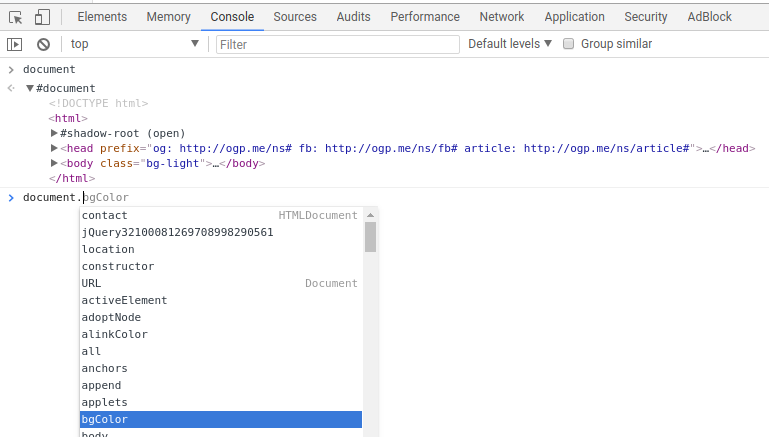 Elements Memory Console Sources Audits Performance Network Application Security AdBlock
top Filter Default levels Group similar
document
#document
<!DOCTYPE html>
<html>
#shadow-root (open)
<head prefix="og: http://ogp.me/ns# fb: http://ogp.me/ns/fb# article: http://ogp.me/ns/article#">…</head>
<body class="bg-light">…</body>
</html>
document.bgColor
contact HTMLDocument
jQuery32100081269708998290561
location
constructor
URL Document
activeElement
adoptNode
alinkColor
all
anchors
append
applets
bgColor
body